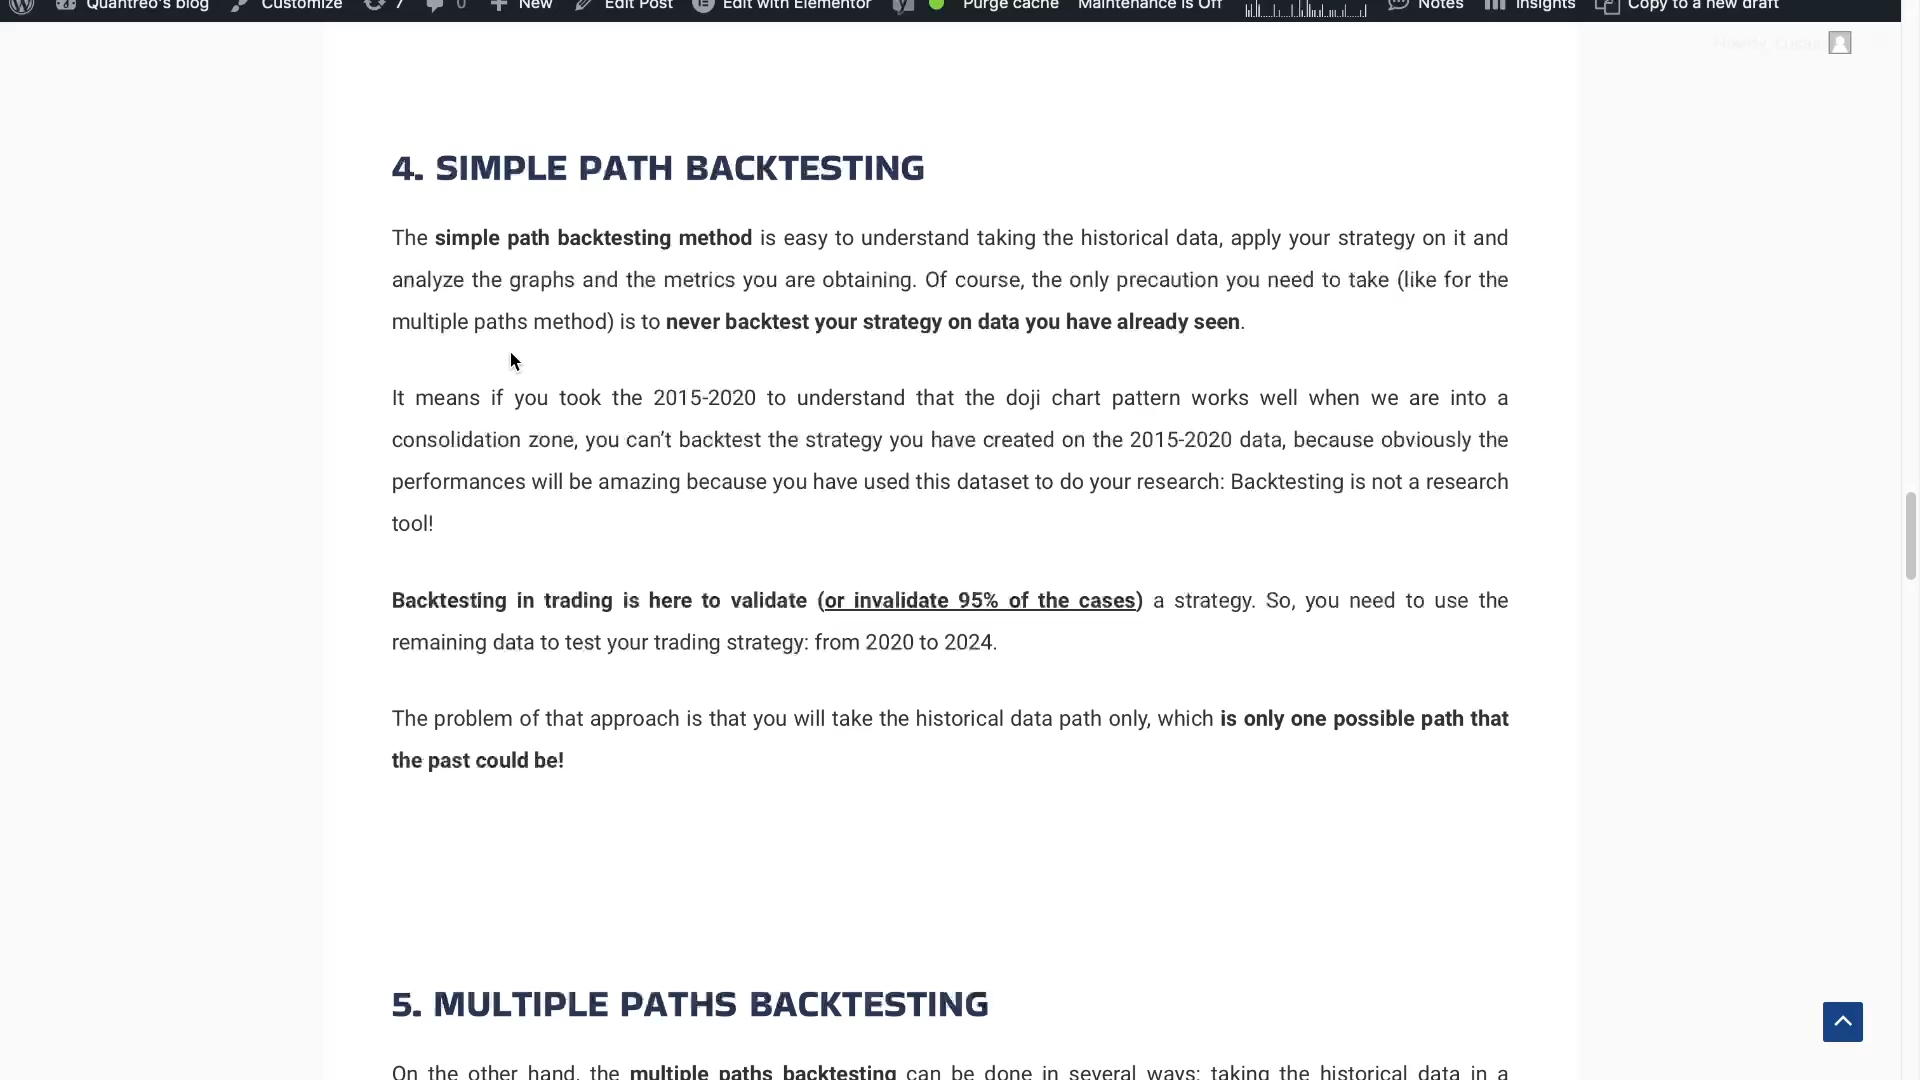 Quantreo's blog Customize 7 0 New Edit Post Edit with Elementor Purge cache Maintenance is Off Notes Insights Copy to a new draft
4. SIMPLE PATH BACKTESTING
The simple path backtesting method is easy to understand taking the historical data, apply your strategy on it and
analyze the graphs and the metrics you are obtaining. Of course, the only precaution you need to take (like for the
multiple paths method) is to never backtest your strategy on data you have already seen.
It means if you took the 2015-2020 to understand that the doji chart pattern works well when we are into a
consolidation zone, you can’t backtest the strategy you have created on the 2015-2020 data, because obviously the
performances will be amazing because you have used this dataset to do your research: Backtesting is not a research
tool!
Backtesting in trading is here to validate (or invalidate 95% of the cases) a strategy. So, you need to use the
remaining data to test your trading strategy: from 2020 to 2024.
The problem of that approach is that you will take the historical data path only, which is only one possible path that
the past could be!
5. MULTIPLE PATHS BACKTESTING
On the other hand, the multiple paths backtesting can be done in several ways: taking the historical data in a